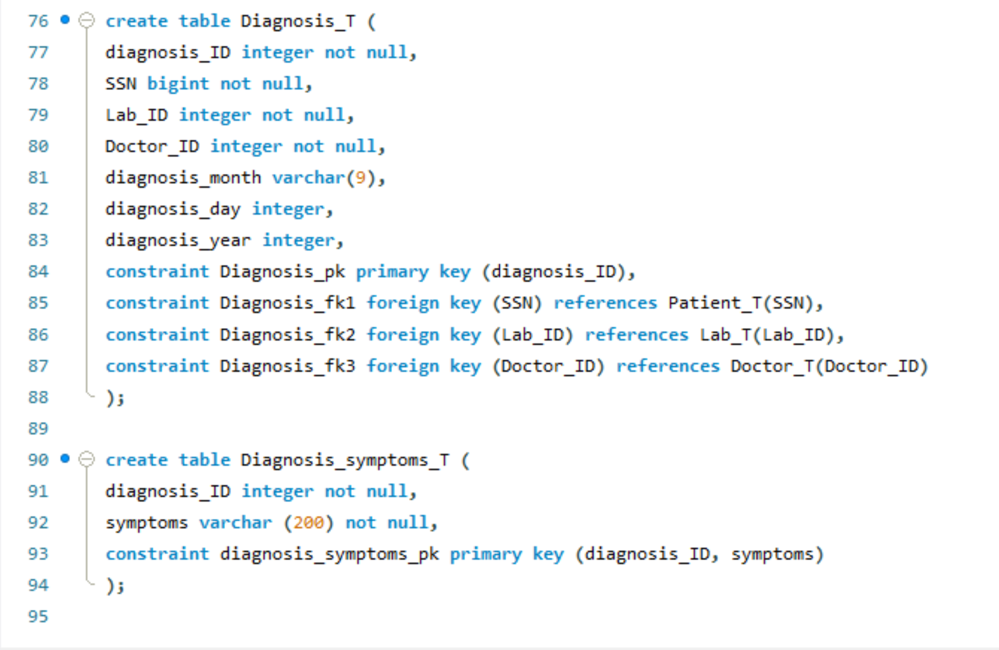 76 create table Diagnosis_T (
77 diagnosis_ID integer not null,
78 SSN bigint not null,
79 Lab_ID integer not null,
80 Doctor_ID integer not null,
81 diagnosis_month varchar(9),
82 diagnosis_day integer,
83 diagnosis_year integer,
84 constraint Diagnosis_pk primary key (diagnosis_ID),
85 constraint Diagnosis_fk1 foreign key (SSN) references Patient_T(SSN),
86 constraint Diagnosis_fk2 foreign key (Lab_ID) references Lab_T(Lab_ID),
87 constraint Diagnosis_fk3 foreign key (Doctor_ID) references Doctor_T(Doctor_ID)
88 );
89
90 create table Diagnosis_symptoms_T (
91 diagnosis_ID integer not null,
92 symptoms varchar (200) not null,
93 constraint diagnosis_symptoms_pk primary key (diagnosis_ID, symptoms)
94 );
95